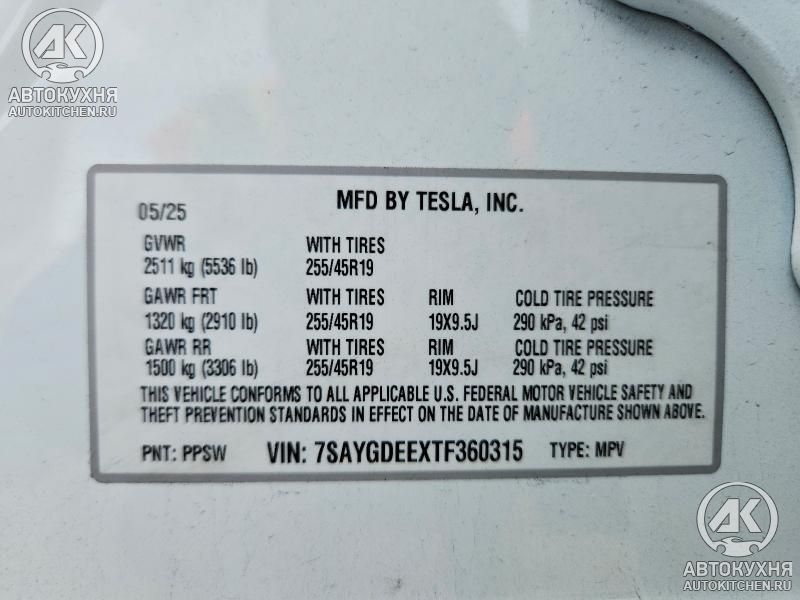 AK
АВТОКУХНЯ
AUTOKITCHEN.RU
MFD BY TESLA, INC.
05/25
GVWR WITH TIRES
2511 kg (5536 lb) 255/45R19
GAWR FRT WITH TIRES RIM COLD TIRE PRESSURE
1320 kg (2910 lb) 255/45R19 19X9.5J 290 kPa, 42 psi
GAWR RR WITH TIRES RIM COLD TIRE PRESSURE
1500 kg (3306 lb) 255/45R19 19X9.5J 290 kPa, 42 psi
THIS VEHICLE CONFORMS TO ALL APPLICABLE U.S. FEDERAL MOTOR VEHICLE SAFETY AND
THEFT PREVENTION STANDARDS IN EFFECT ON THE DATE OF MANUFACTURE SHOWN ABOVE.
PNT: PPSW VIN: 7SAYGDEEXTF360315 TYPE: MPV
AK
АВТОКУХНЯ
AUTOKITCHEN.RU